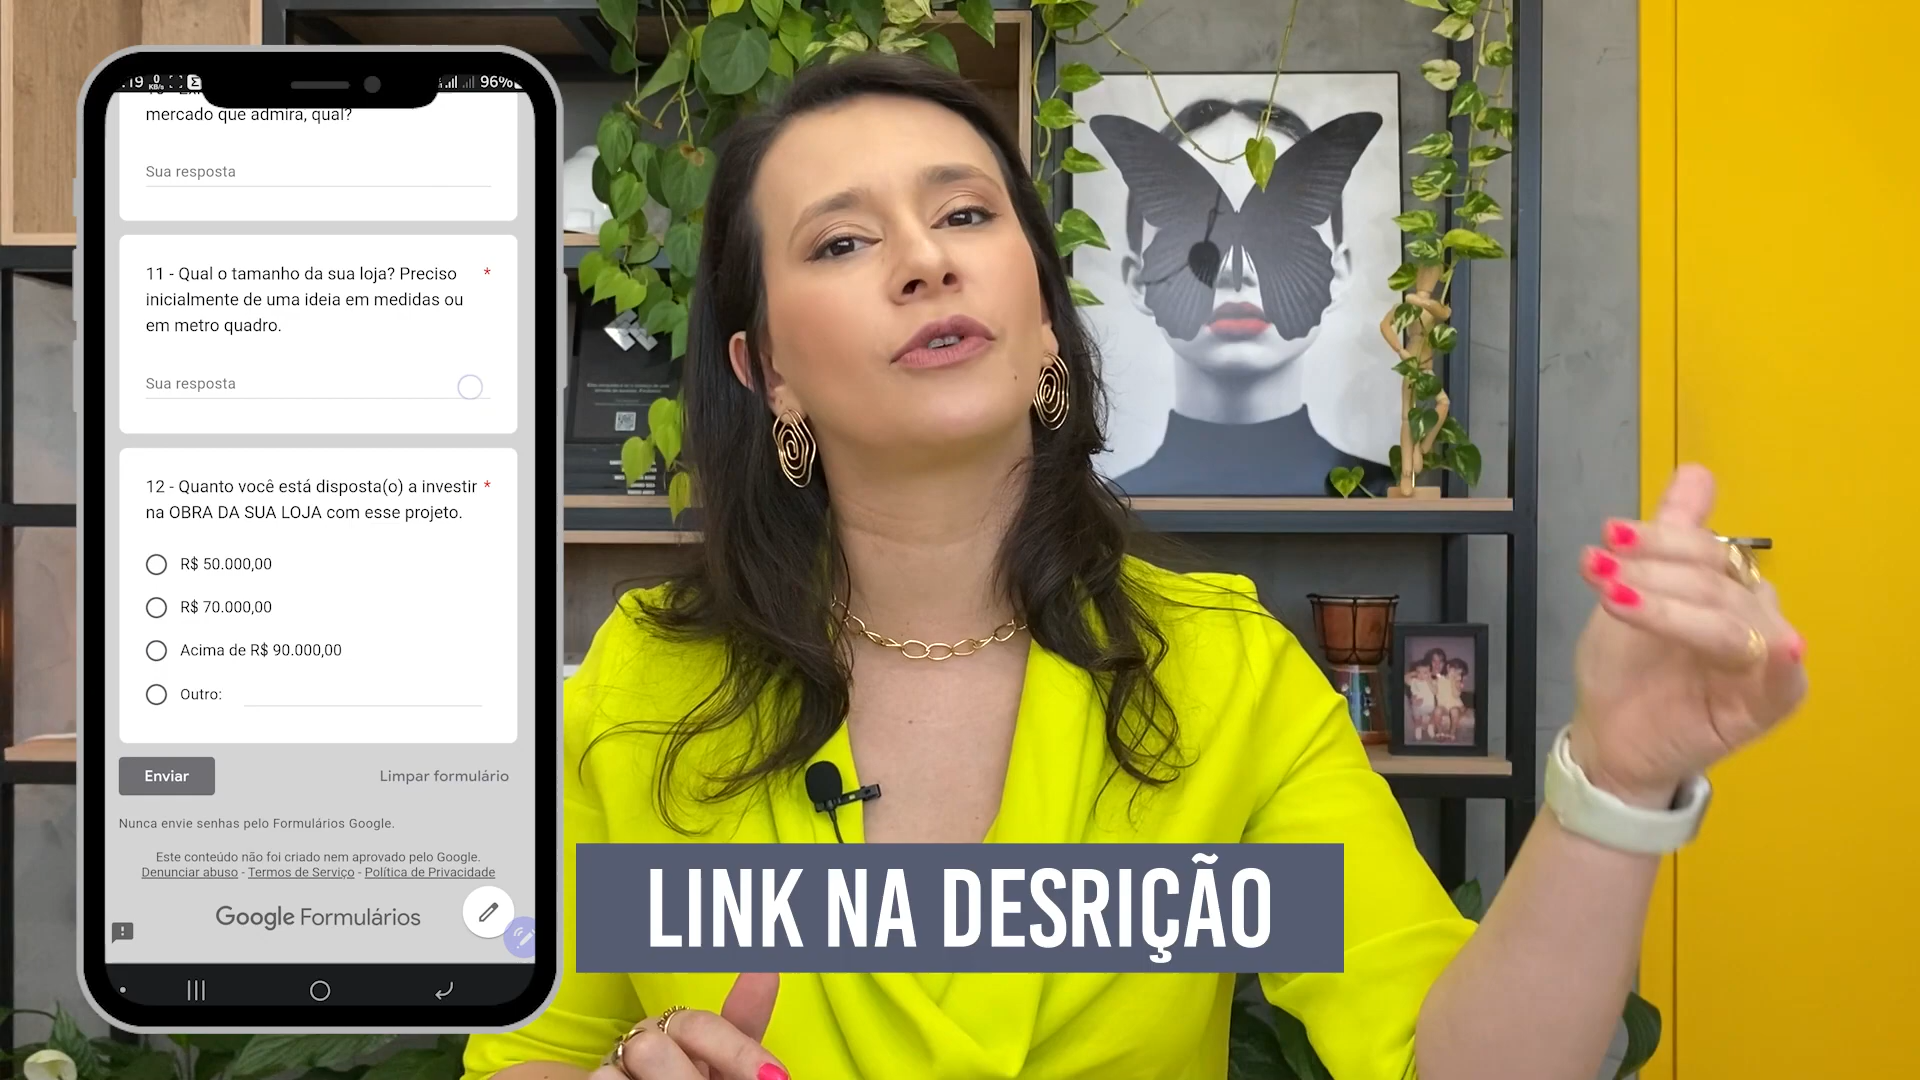 :19 0 KB/s 96%
mercado que admira, qual?
Sua resposta
11 - Qual o tamanho da sua loja? Preciso *
inicialmente de uma ideia em medidas ou
em metro quadro.
Sua resposta
12 - Quanto você está disposta(o) a investir *
na OBRA DA SUA LOJA com esse projeto.
R$ 50.000,00
R$ 70.000,00
Acima de R$ 90.000,00
Outro:
Enviar Limpar formulário
Nunca envie senhas pelo Formulários Google.
Este conteúdo não foi criado nem aprovado pelo Google.
Denunciar abuso - Termos de Serviço - Política de Privacidade
Google Formulários
LINK NA DESRIÇÃO